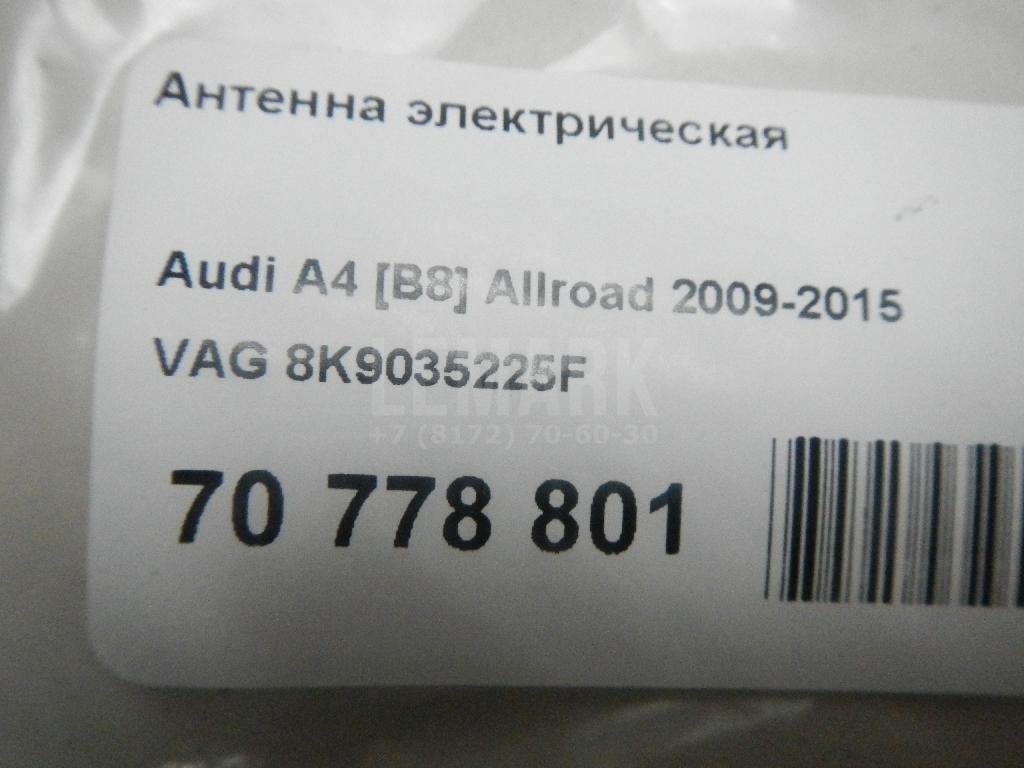 Антенна электрическая
Audi A4 [B8] Allroad 2009-2015
VAG 8K9035225F
LEMARK
+7 (8172) 70-60-30
70 778 801